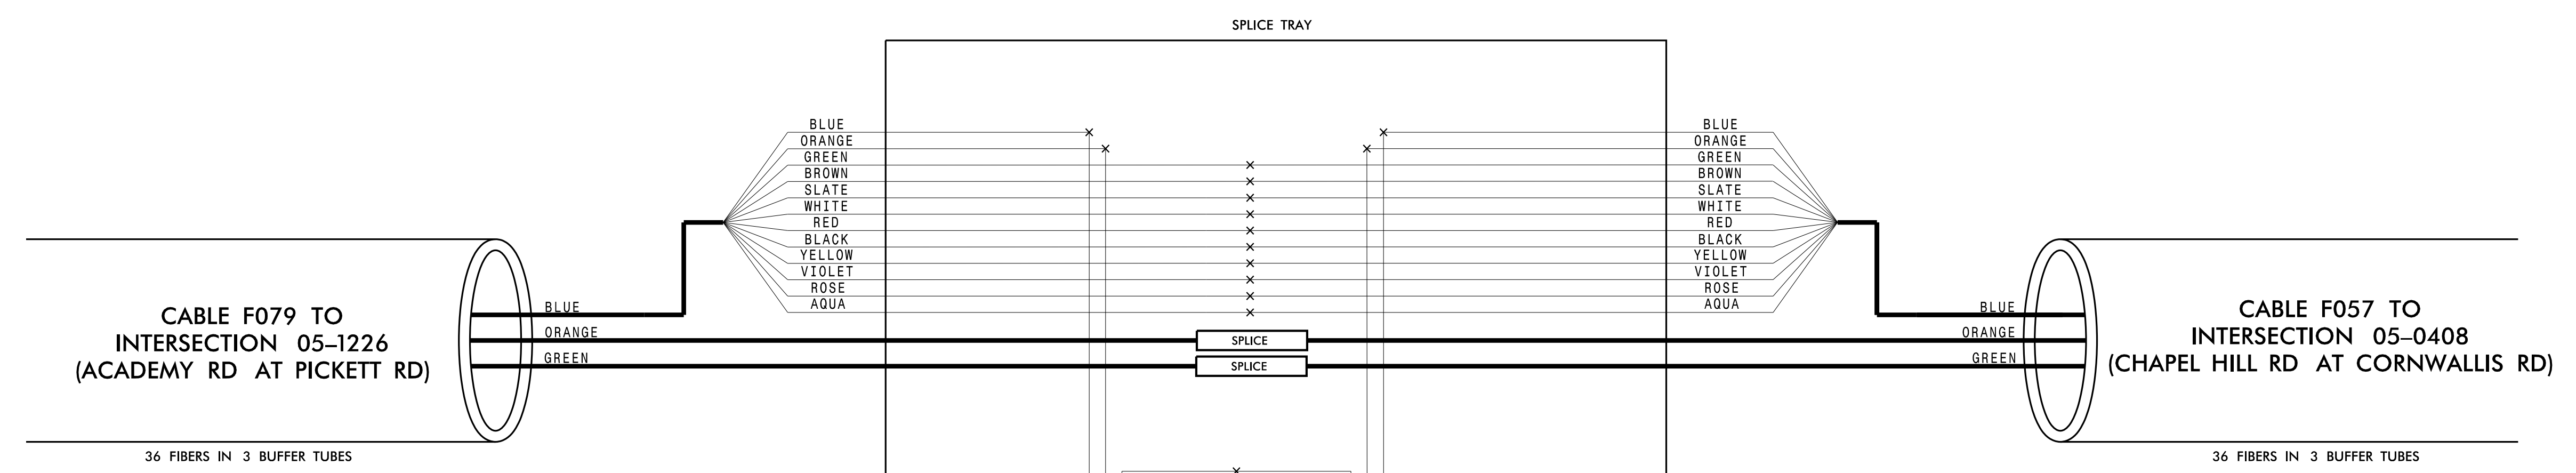 SPLICE TRAY
BLUE
ORANGE
GREEN
BROWN
SLATE
WHITE
RED
BLACK
YELLOW
VIOLET
ROSE
AQUA
BLUE
ORANGE
GREEN
BROWN
SLATE
WHITE
RED
BLACK
YELLOW
VIOLET
ROSE
AQUA
CABLE F079 TO
INTERSECTION 05–1226
(ACADEMY RD AT PICKETT RD)
36 FIBERS IN 3 BUFFER TUBES
BLUE
ORANGE
GREEN
SPLICE
SPLICE
BLUE
ORANGE
GREEN
CABLE F057 TO
INTERSECTION 05–0408
(CHAPEL HILL RD AT CORNWALLIS RD)
36 FIBERS IN 3 BUFFER TUBES